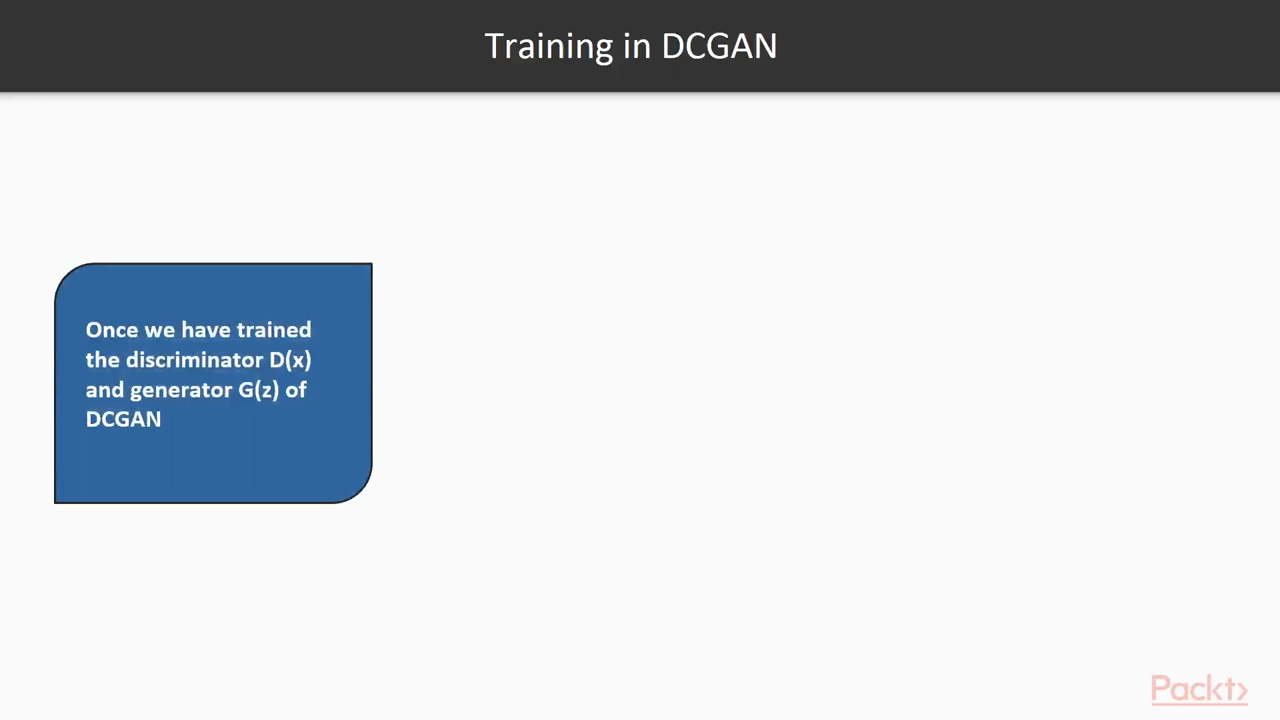 Training in DCGAN
Once we have trained
the discriminator D(x)
and generator G(z) of
DCGAN
Packt>